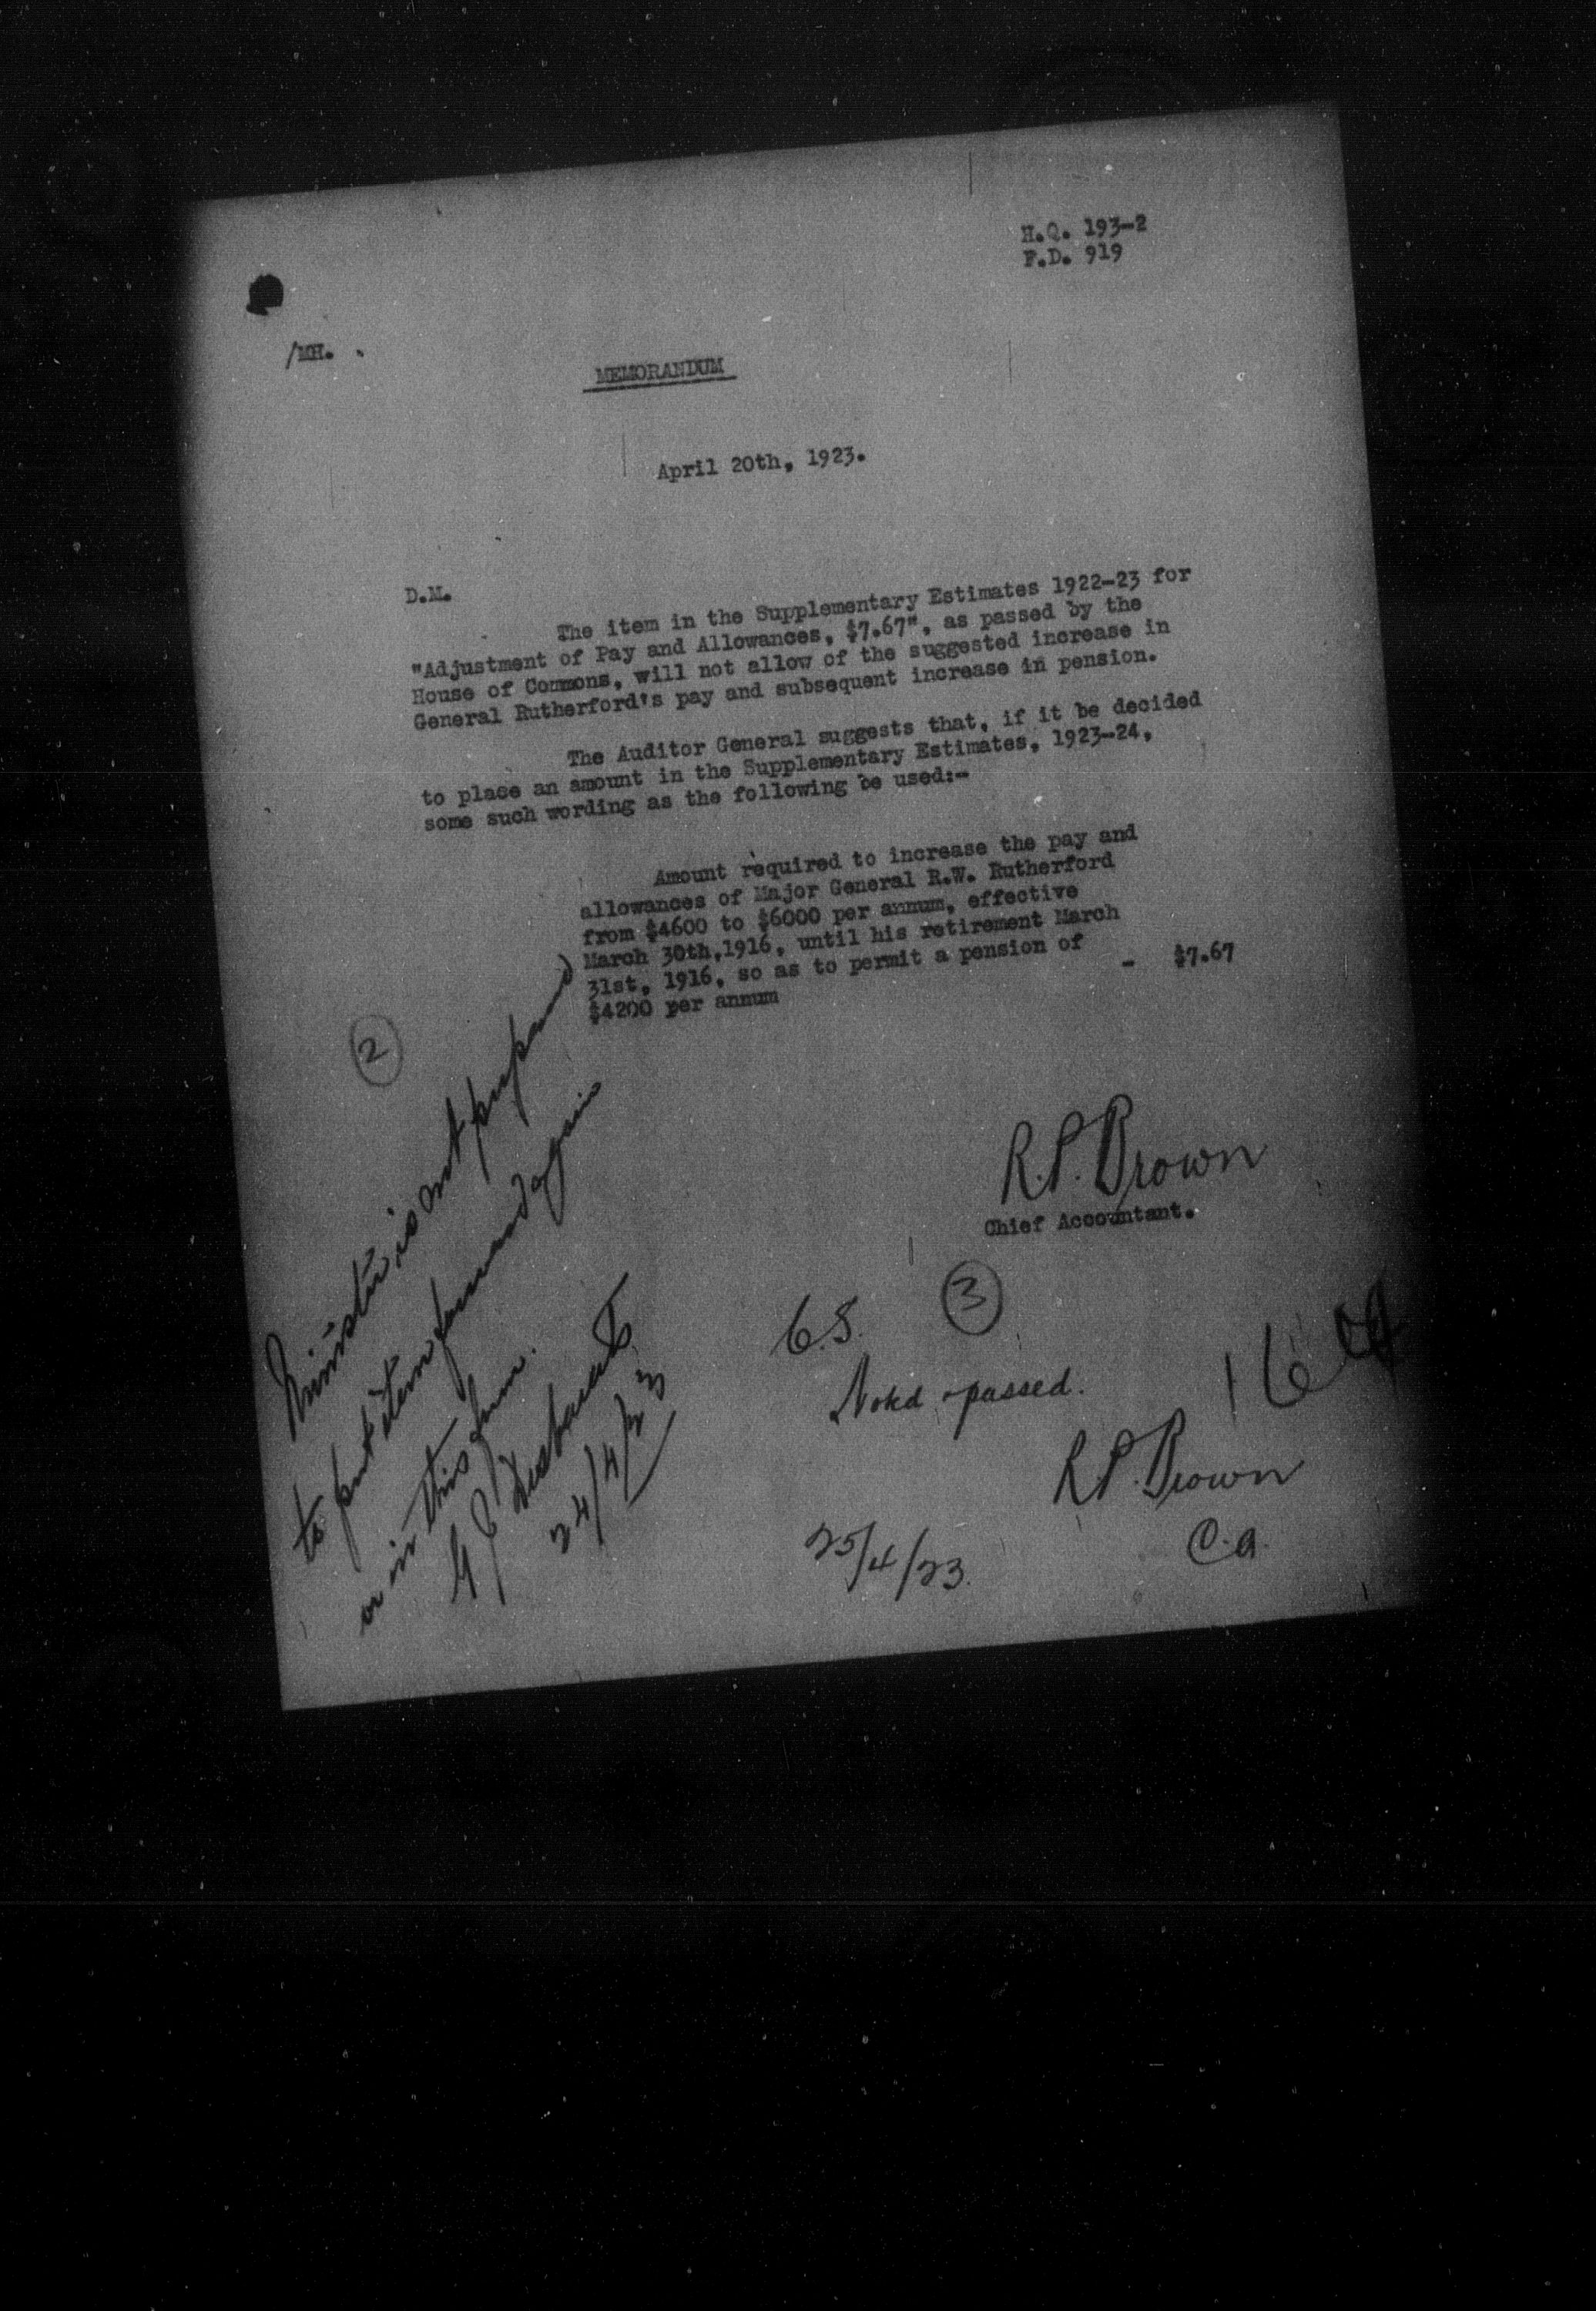 H.Q. 193-2
F.D. 919
/MH.
MEMORANDUM
April 20th, 1923.
D.M.
The item in the Supplementary Estimates 1922-23 for
"Adjustment of Pay and Allowances, $7.67", as passed by the
House of Commons, will not allow of the suggested increase in
General Rutherford's pay and subsequent increase in pension.
The Auditor General suggests that, if it be decided
to place an amount in the Supplementary Estimates, 1923-24,
some such wording as the following be used:-
Amount required to increase the pay and
allowances of Major General R.W. Rutherford
from $4600 to $6000 per annum, effective
March 30th,1916, until his retirement March
31st, 1916, so as to permit a pension of
$4200 per annum - $7.67
R.P. Brown
Chief Accountant.
2
Minister is not prepared
to put item forward again
or in this form.
G J Desbarats
24/4/23
3
Noted passed.
R.P. Brown
C.A.
25/4/23.